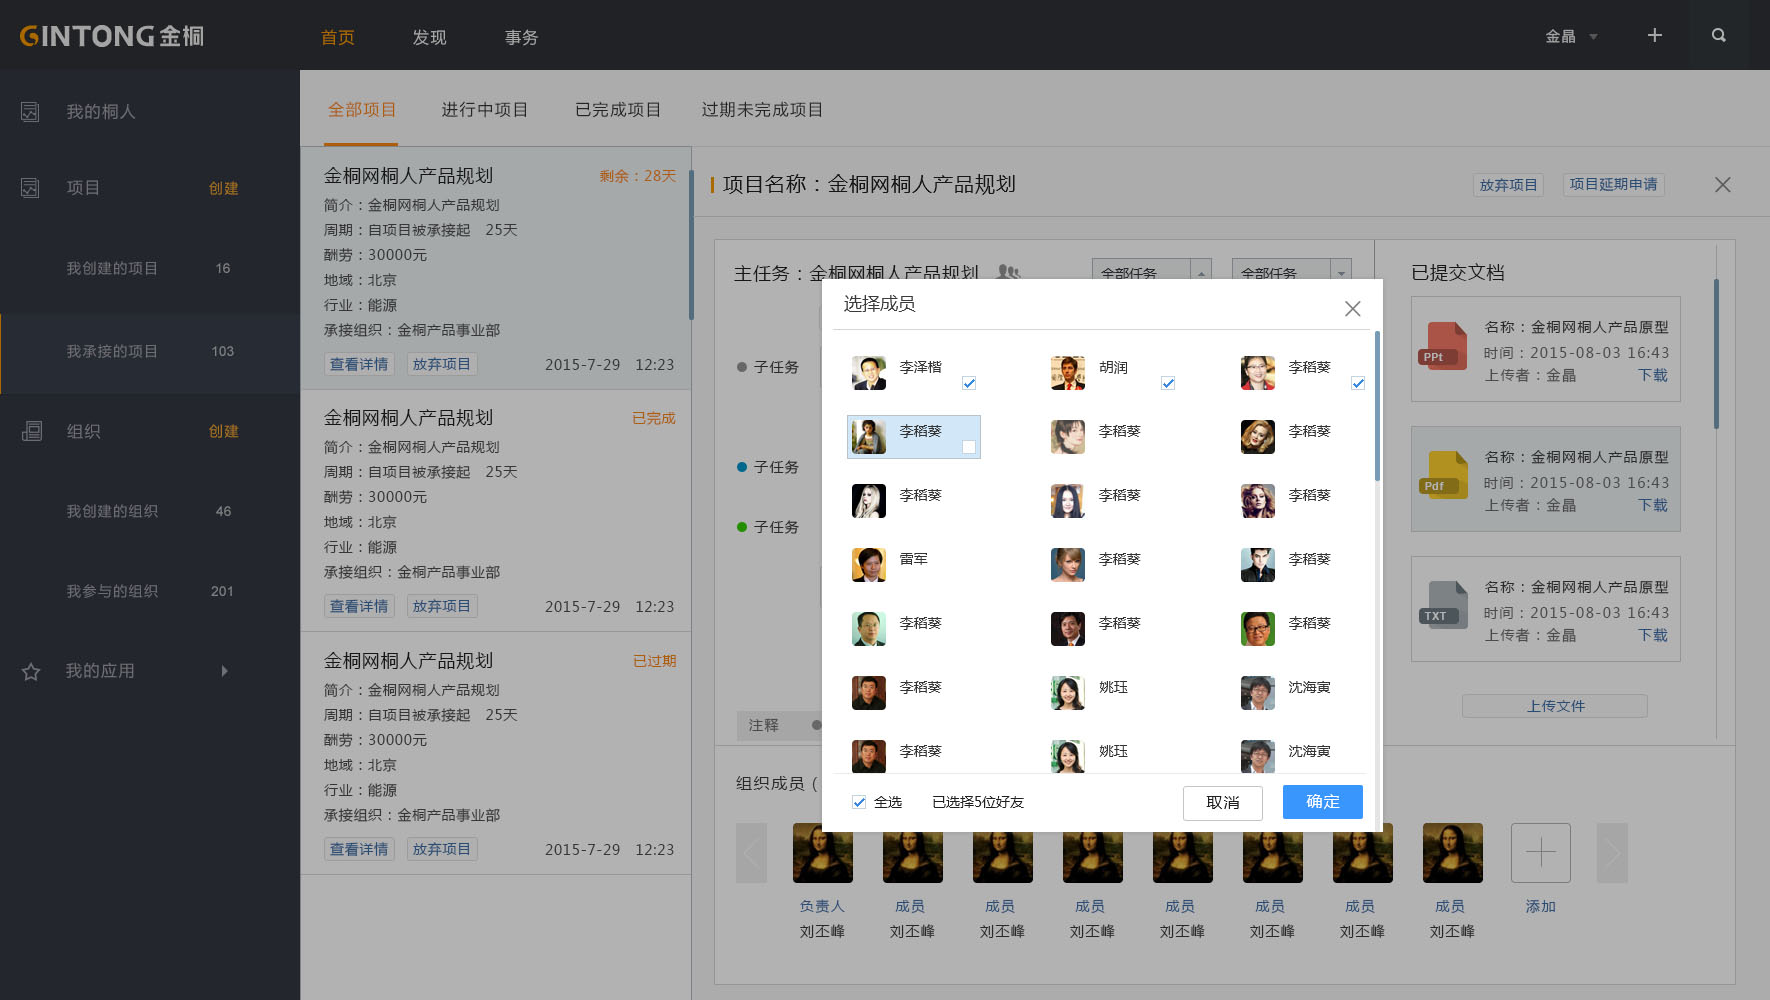 GINTONG金桐
首页 发现 事务
金晶
我的桐人
项目 创建
我创建的项目 16
我承接的项目 103
组织 创建
我创建的组织 46
我参与的组织 201
我的应用
全部项目 进行中项目 已完成项目 过期未完成项目
金桐网桐人产品规划 剩余：28天
简介：金桐网桐人产品规划
周期：自项目被承接起 25天
酬劳：30000元
地域：北京
行业：能源
承接组织：金桐产品事业部
查看详情 放弃项目 2015-7-29 12:23
金桐网桐人产品规划 已完成
简介：金桐网桐人产品规划
周期：自项目被承接起 25天
酬劳：30000元
地域：北京
行业：能源
承接组织：金桐产品事业部
查看详情 放弃项目 2015-7-29 12:23
金桐网桐人产品规划 已过期
简介：金桐网桐人产品规划
周期：自项目被承接起 25天
酬劳：30000元
地域：北京
行业：能源
承接组织：金桐产品事业部
查看详情 放弃项目 2015-7-29 12:23
项目名称：金桐网桐人产品规划 放弃项目 项目延期申请
主任务：金桐网桐人产品规划 全部任务 全部任务
子任务
子任务
子任务
注释
选择成员
李泽楷 胡润 李稻葵
李稻葵 李稻葵 李稻葵
李稻葵 李稻葵 李稻葵
雷军 李稻葵 李稻葵
李稻葵 李稻葵 李稻葵
李稻葵 姚珏 沈海寅
李稻葵 姚珏 沈海寅
全选 已选择5位好友 取消 确定
已提交文档
PPt
名称：金桐网桐人产品原型
时间：2015-08-03 16:43
上传者：金晶 下载
Pdf
名称：金桐网桐人产品原型
时间：2015-08-03 16:43
上传者：金晶 下载
TXT
名称：金桐网桐人产品原型
时间：2015-08-03 16:43
上传者：金晶 下载
上传文件
组织成员（
负责人 成员 成员 成员 成员 成员 成员 成员 添加
刘丕峰 刘丕峰 刘丕峰 刘丕峰 刘丕峰 刘丕峰 刘丕峰 刘丕峰